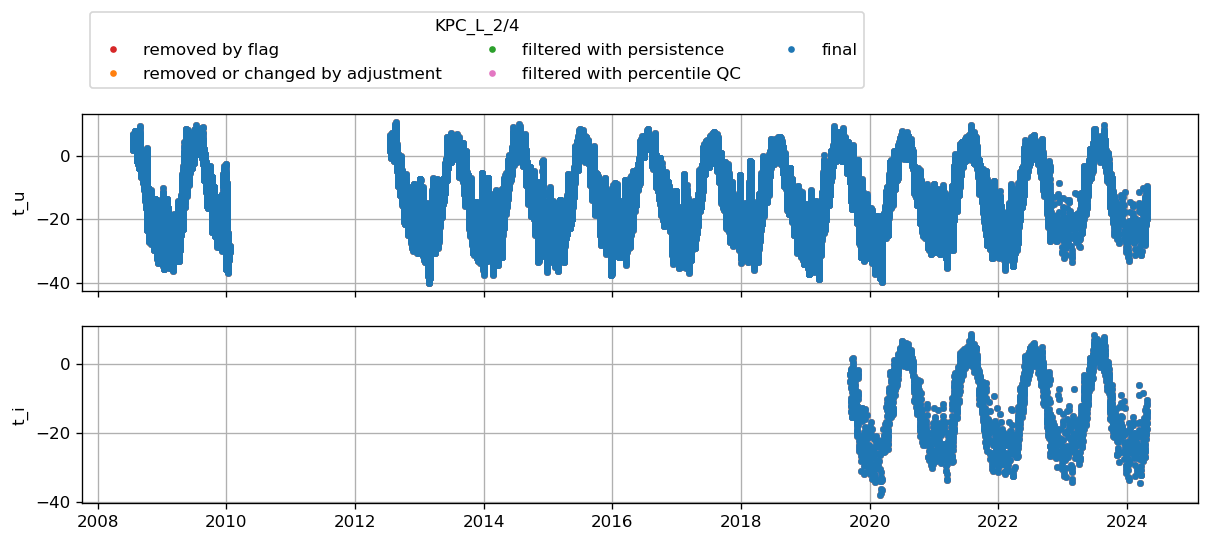 KPC_L_2/4
removed by flag
filtered with persistence
final
removed or changed by adjustment
filtered with percentile QC
t_u
0
−20
−40
t_i
0
−20
−40
2008
2010
2012
2014
2016
2018
2020
2022
2024